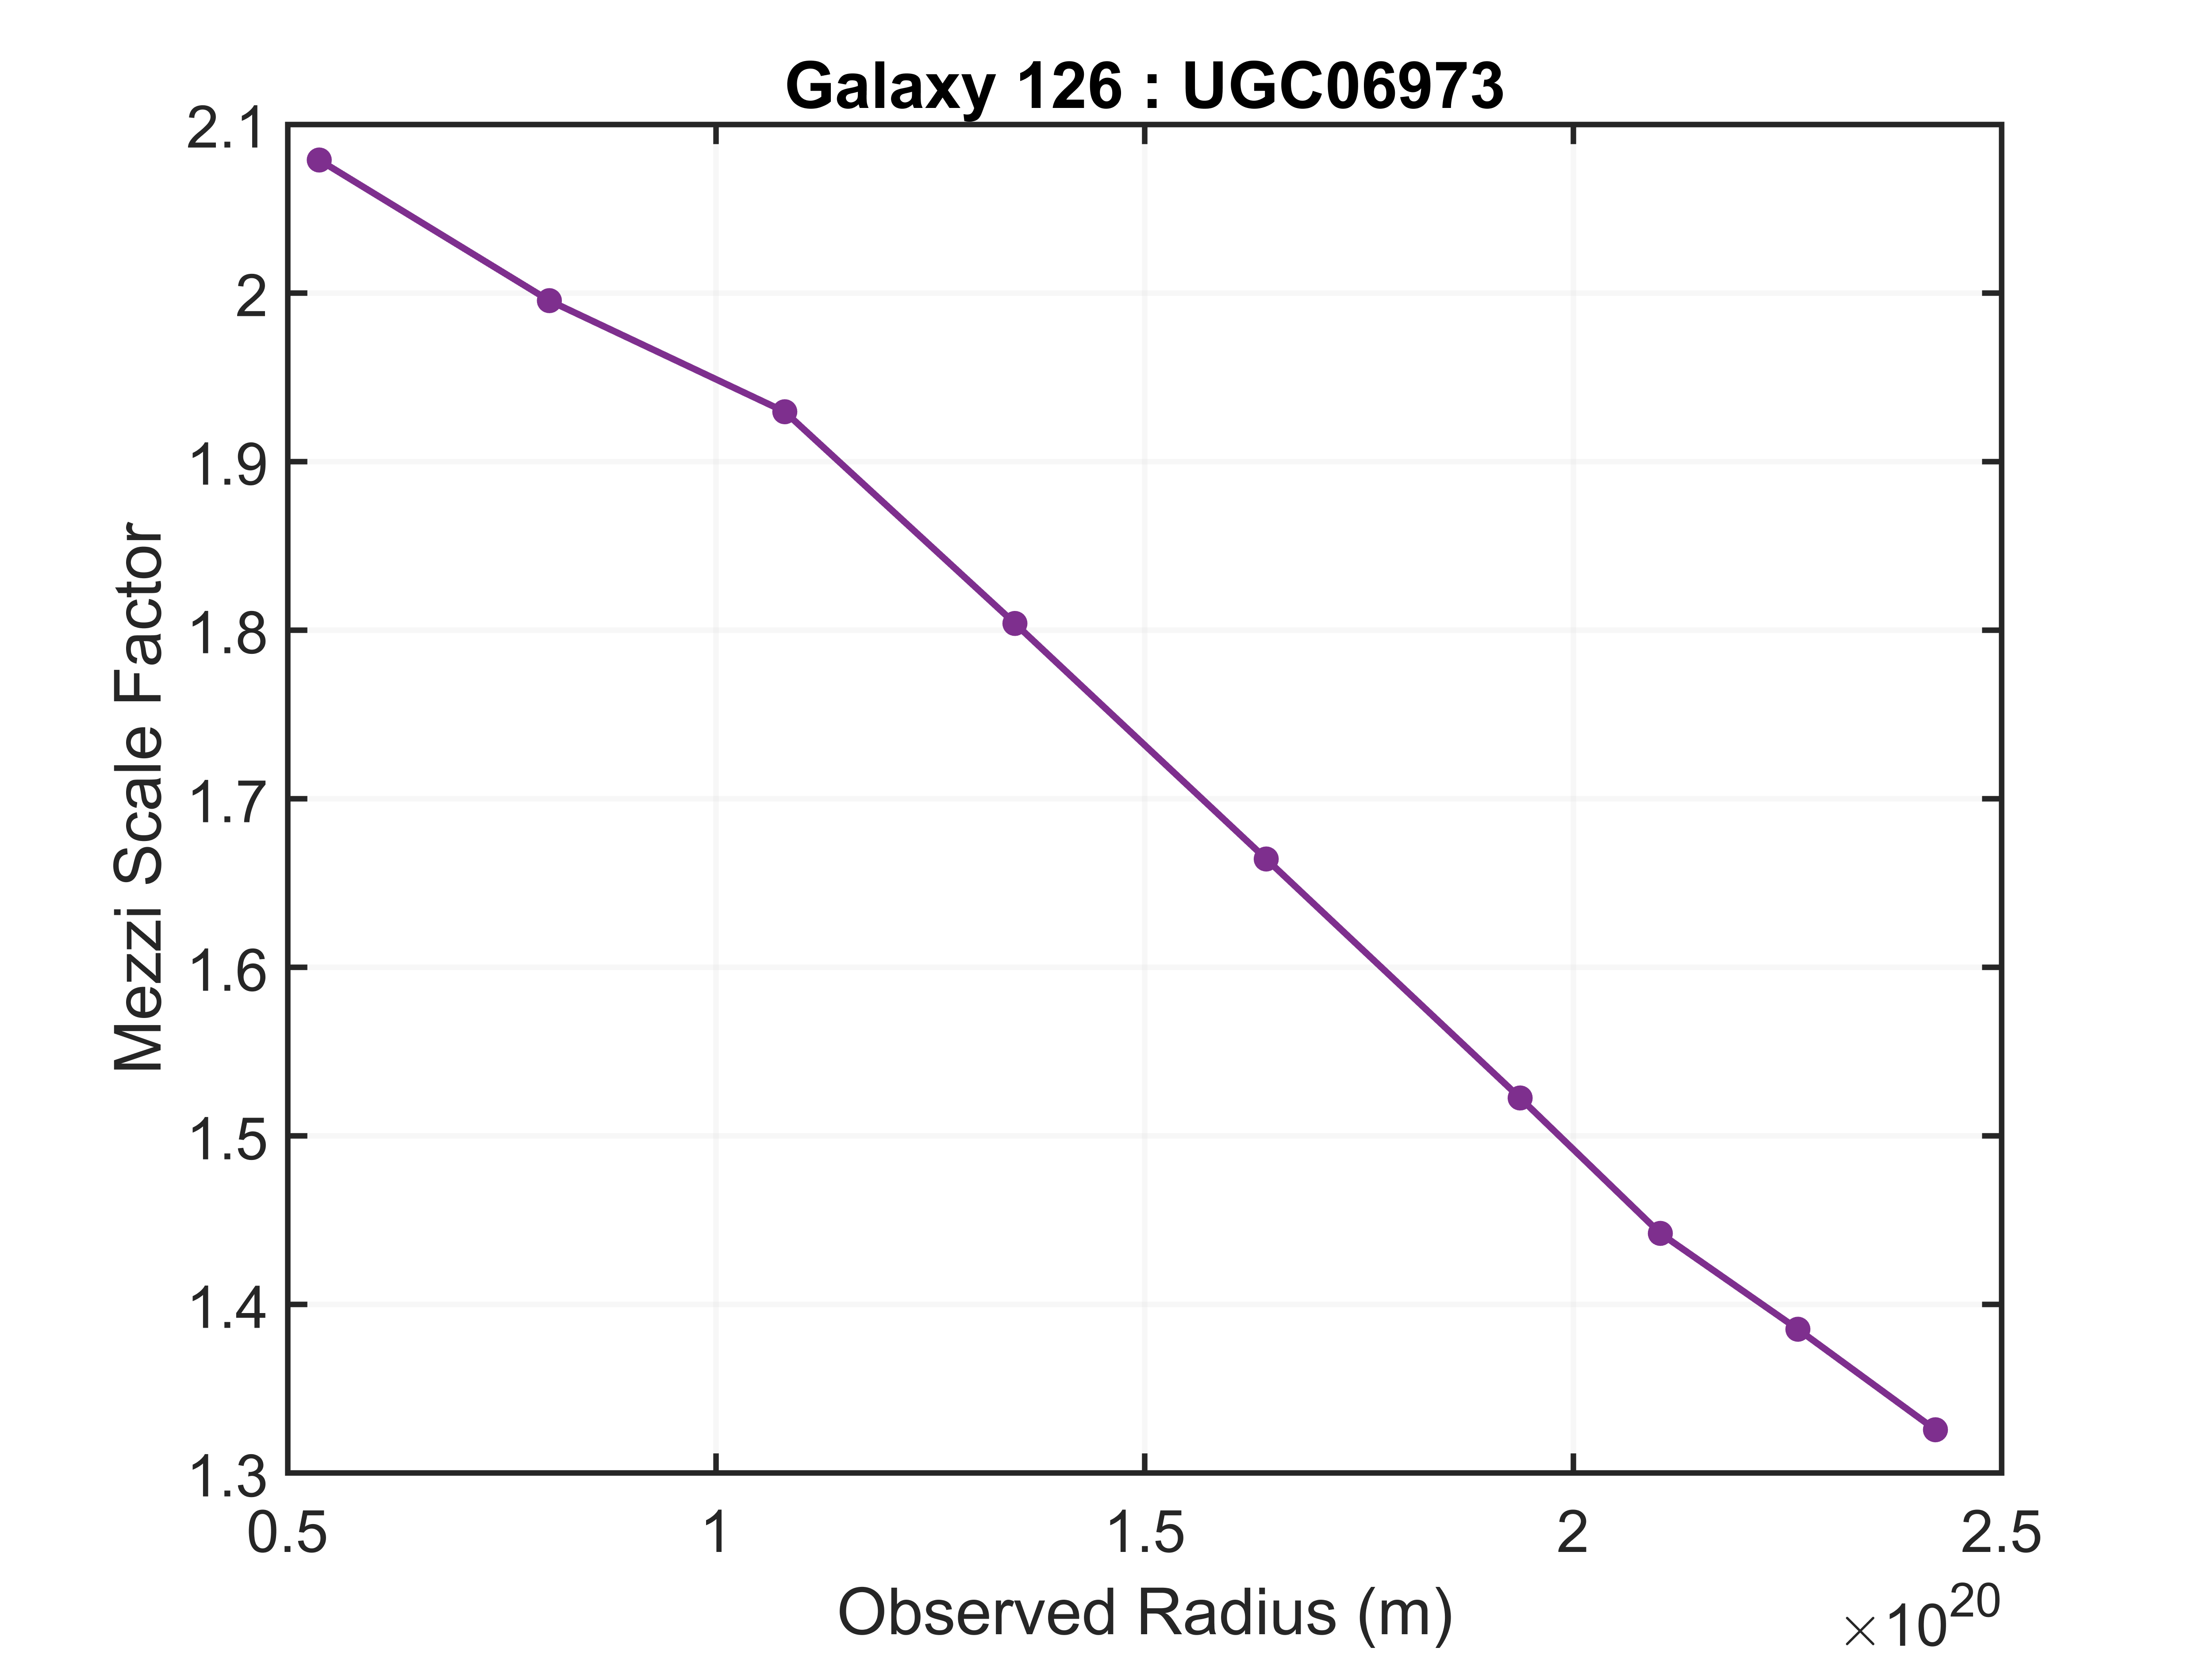 Galaxy 126 : UGC06973
2.1
2
1.9
1.8
1.7
1.6
1.5
1.4
1.3
Mezzi Scale Factor
0.5 1 1.5 2 2.5
Observed Radius (m)
×10^20